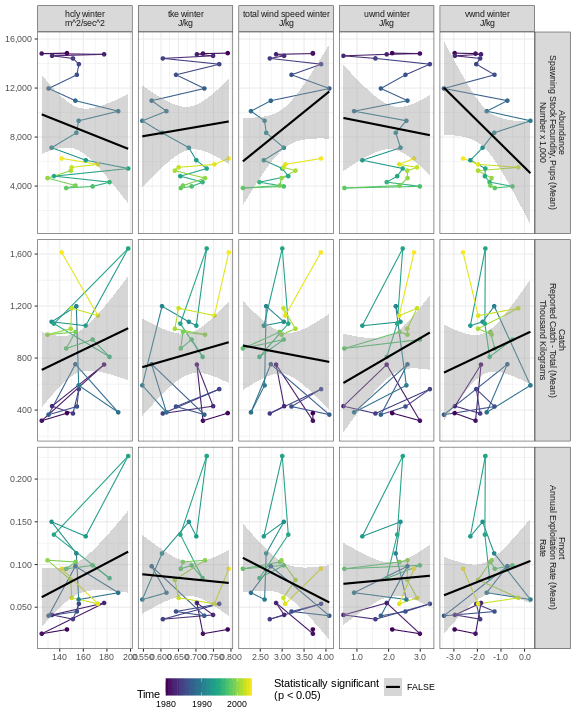 hcly winter
m^2/sec^2
tke winter
J/kg
total wind speed winter
J/kg
uwnd winter
J/kg
vwnd winter
J/kg
16,000
12,000
8,000
4,000
Abundance
Spawning Stock Fecundity, Pups (Mean)
Number x 1,000
1,600
1,200
800
400
Catch
Reported Catch - Total (Mean)
Thousand Kilograms
0.200
0.150
0.100
0.050
Fmort
Annual Exploitation Rate (Mean)
Rate
140 160 180 200
0.550 0.600 0.650 0.700 0.750 0.800
2.50 3.00 3.50 4.00
1.0 2.0 3.0
-3.0 -2.0 -1.0 0.0
Time
1980 1990 2000
Statistically significant
(p < 0.05)
FALSE